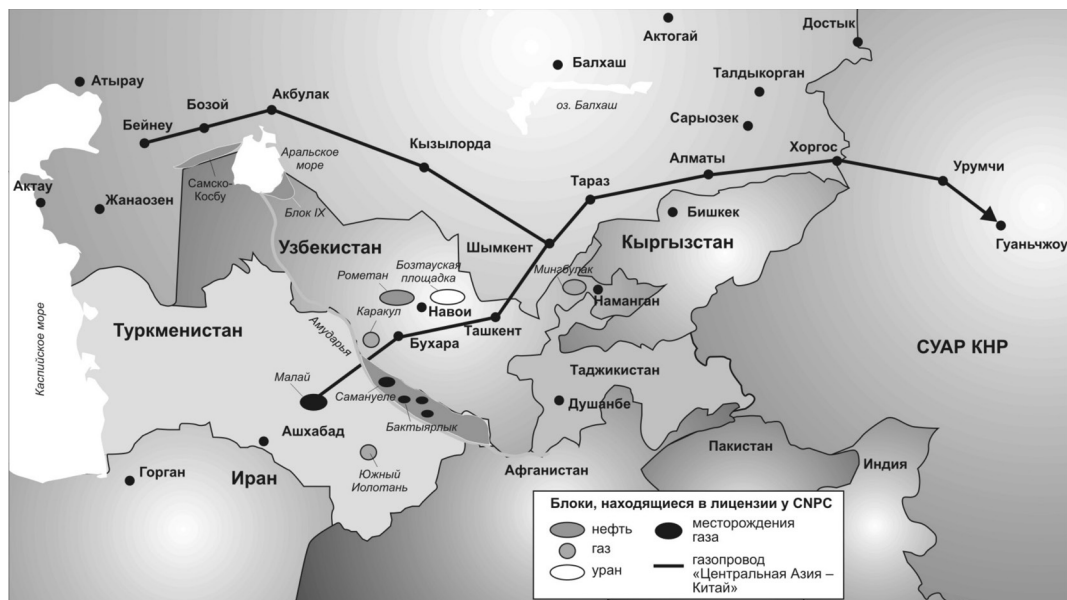 Достык
Актогай
Атырау
Балхаш
Талдыкорган
оз. Балхаш
Бозой
Акбулак
Бейнеу
Сарыозек
Аральское
море
Кызылорда
Хоргос
Алматы
Урумчи
Актау
Самско-
Косбу
Тараз
Жанаозен
Блок IX
Бишкек
Гуаньчжоу
Узбекистан
Шымкент
Кыргызстан
Рометан
Бозтауская
площадка
Мингбулак
Наманган
Навои
Каракул
Туркменистан
Ташкент
Амударья
Бухара
СУАР КНР
Каспийское море
Таджикистан
Малай
Самануеле
Душанбе
Бактыярлык
Ашхабад
Пакистан
Индия
Горган
Иран
Южный
Иолотань
Афганистан
Блоки, находящиеся в лицензии у CNPC
нефть
газ
уран
месторождения
газа
газопровод
«Центральная Азия –
Китай»